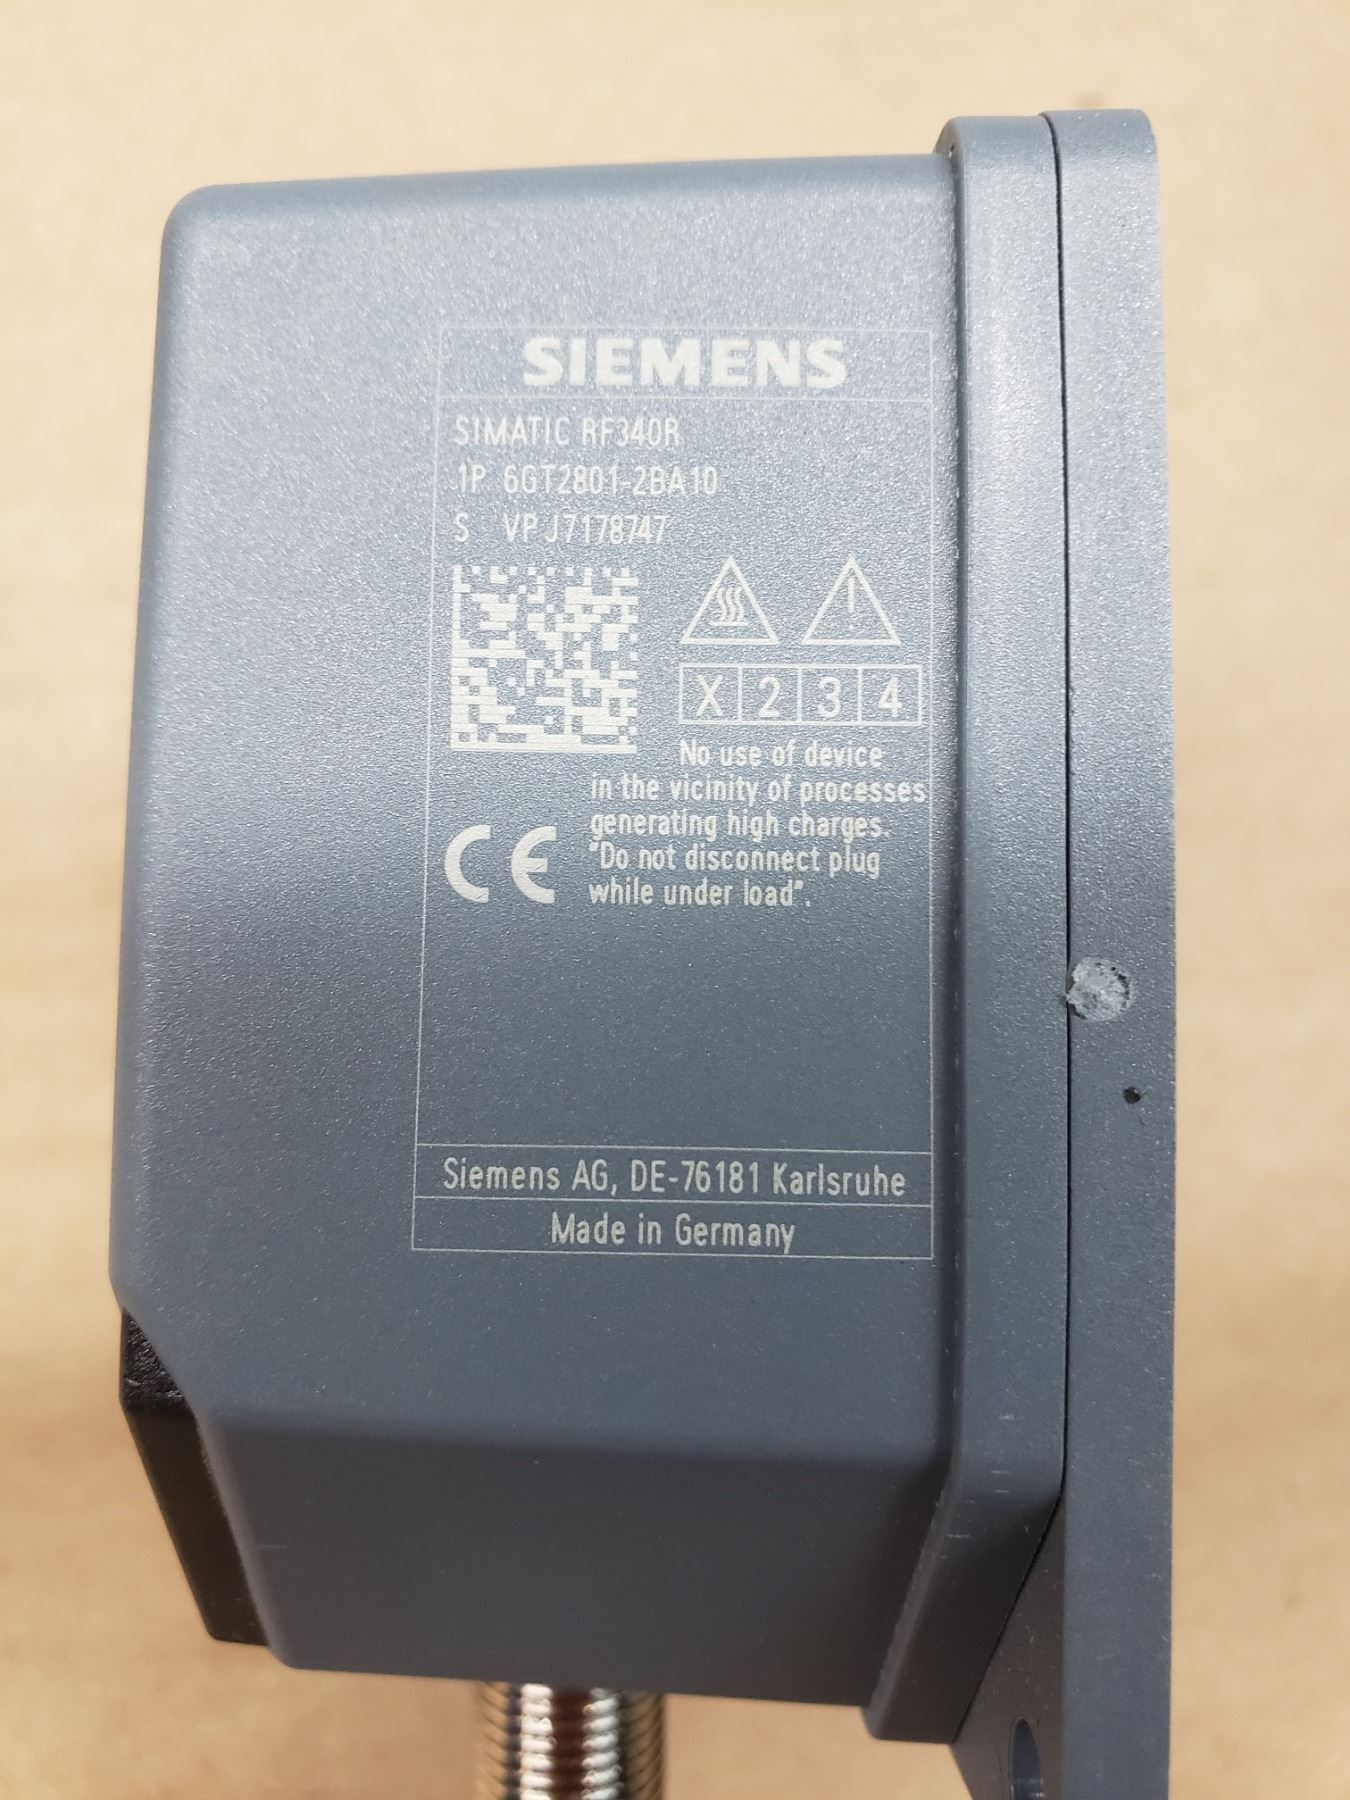 SIEMENS
SIMATIC RF340R
1P 6GT2801-2BA10
S VPJ7178747
X 2 3 4
No use of device
in the vicinity of processes
generating high charges.
"Do not disconnect plug
while under load".
CE
Siemens AG, DE-76181 Karlsruhe
Made in Germany